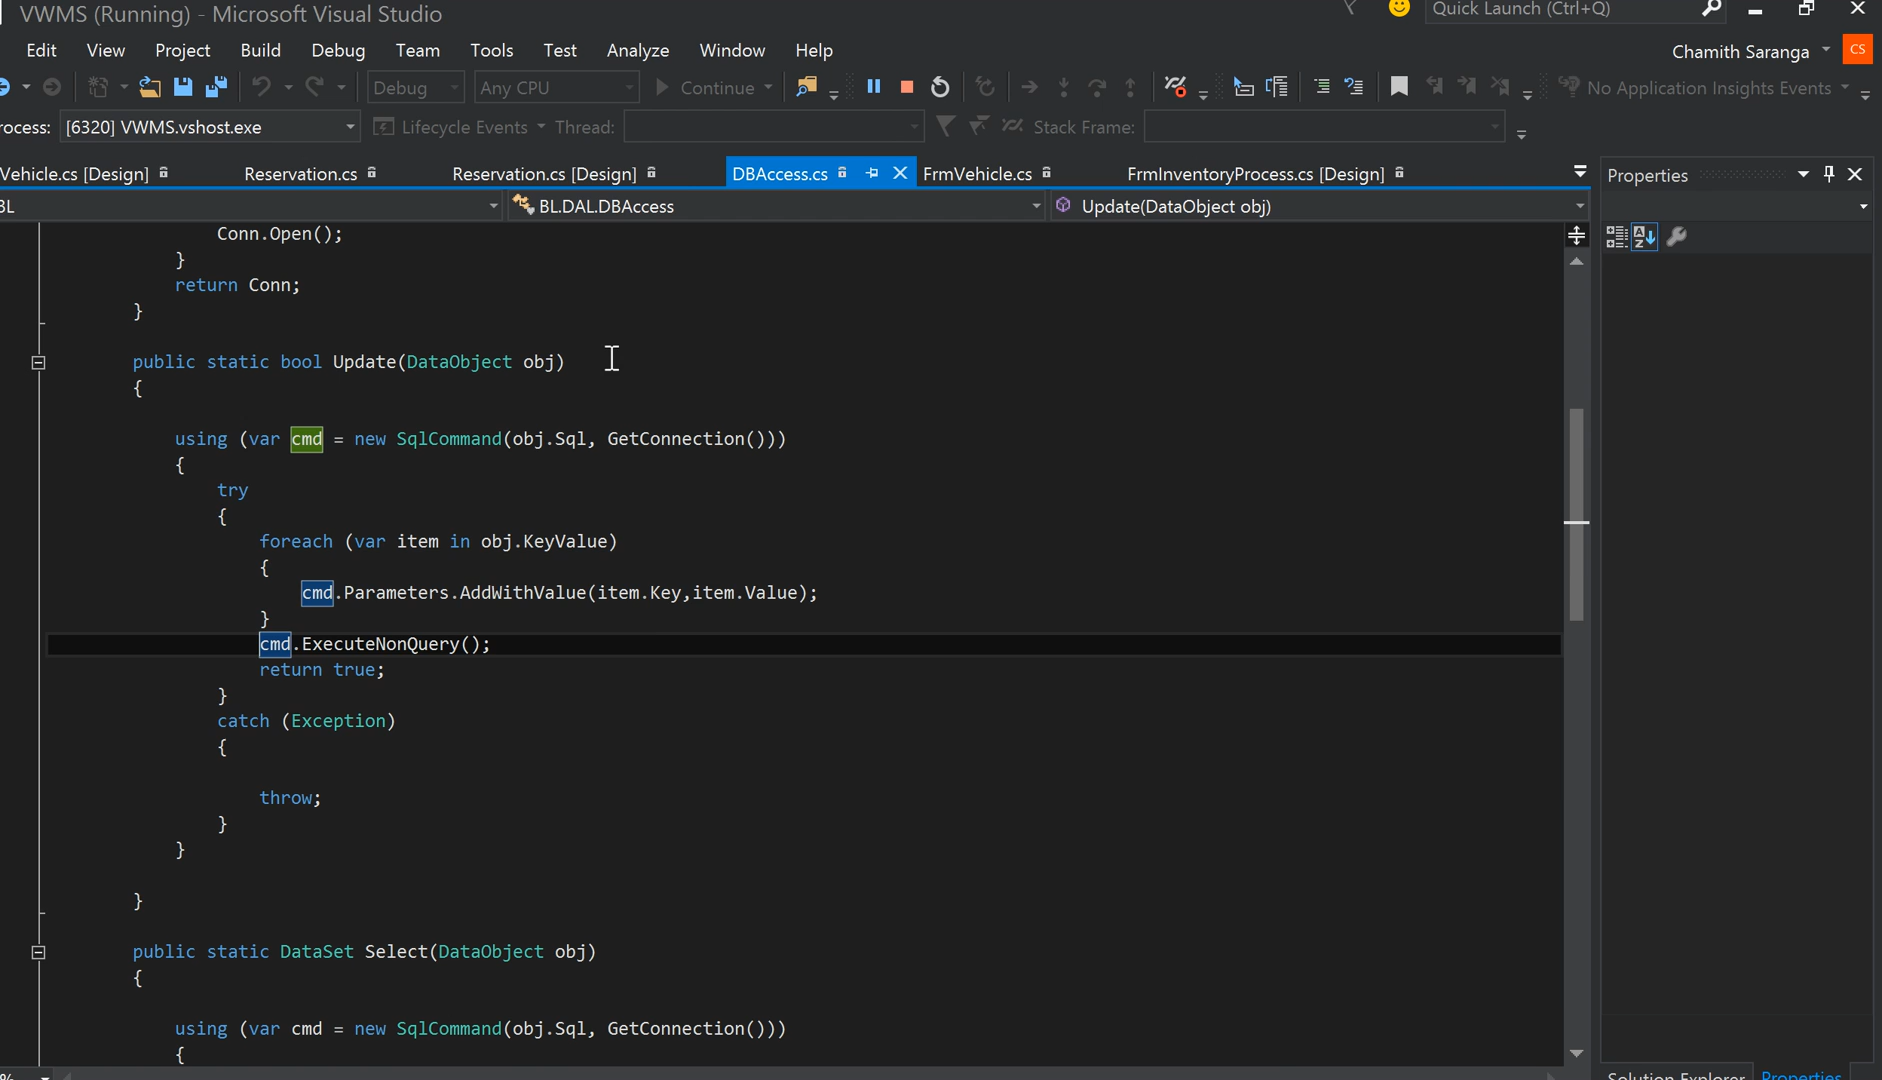 VWMS (Running) - Microsoft Visual Studio
Quick Launch (Ctrl+Q)
Edit View Project Build Debug Team Tools Test Analyze Window Help
Chamith Saranga CS
Debug Any CPU Continue No Application Insights Events
rocess: [6320] VWMS.vshost.exe Lifecycle Events Thread: Stack Frame:
Vehicle.cs [Design] Reservation.cs Reservation.cs [Design] DBAccess.cs FrmVehicle.cs FrmInventoryProcess.cs [Design]
Properties
BL BL.DAL.DBAccess Update(DataObject obj)
Conn.Open();
}
return Conn;
}
public static bool Update(DataObject obj)
{
using (var cmd = new SqlCommand(obj.Sql, GetConnection()))
{
try
{
foreach (var item in obj.KeyValue)
{
cmd.Parameters.AddWithValue(item.Key,item.Value);
}
cmd.ExecuteNonQuery();
return true;
}
catch (Exception)
{
throw;
}
}
}
public static DataSet Select(DataObject obj)
{
using (var cmd = new SqlCommand(obj.Sql, GetConnection()))
{
%
Solution Explorer Properties